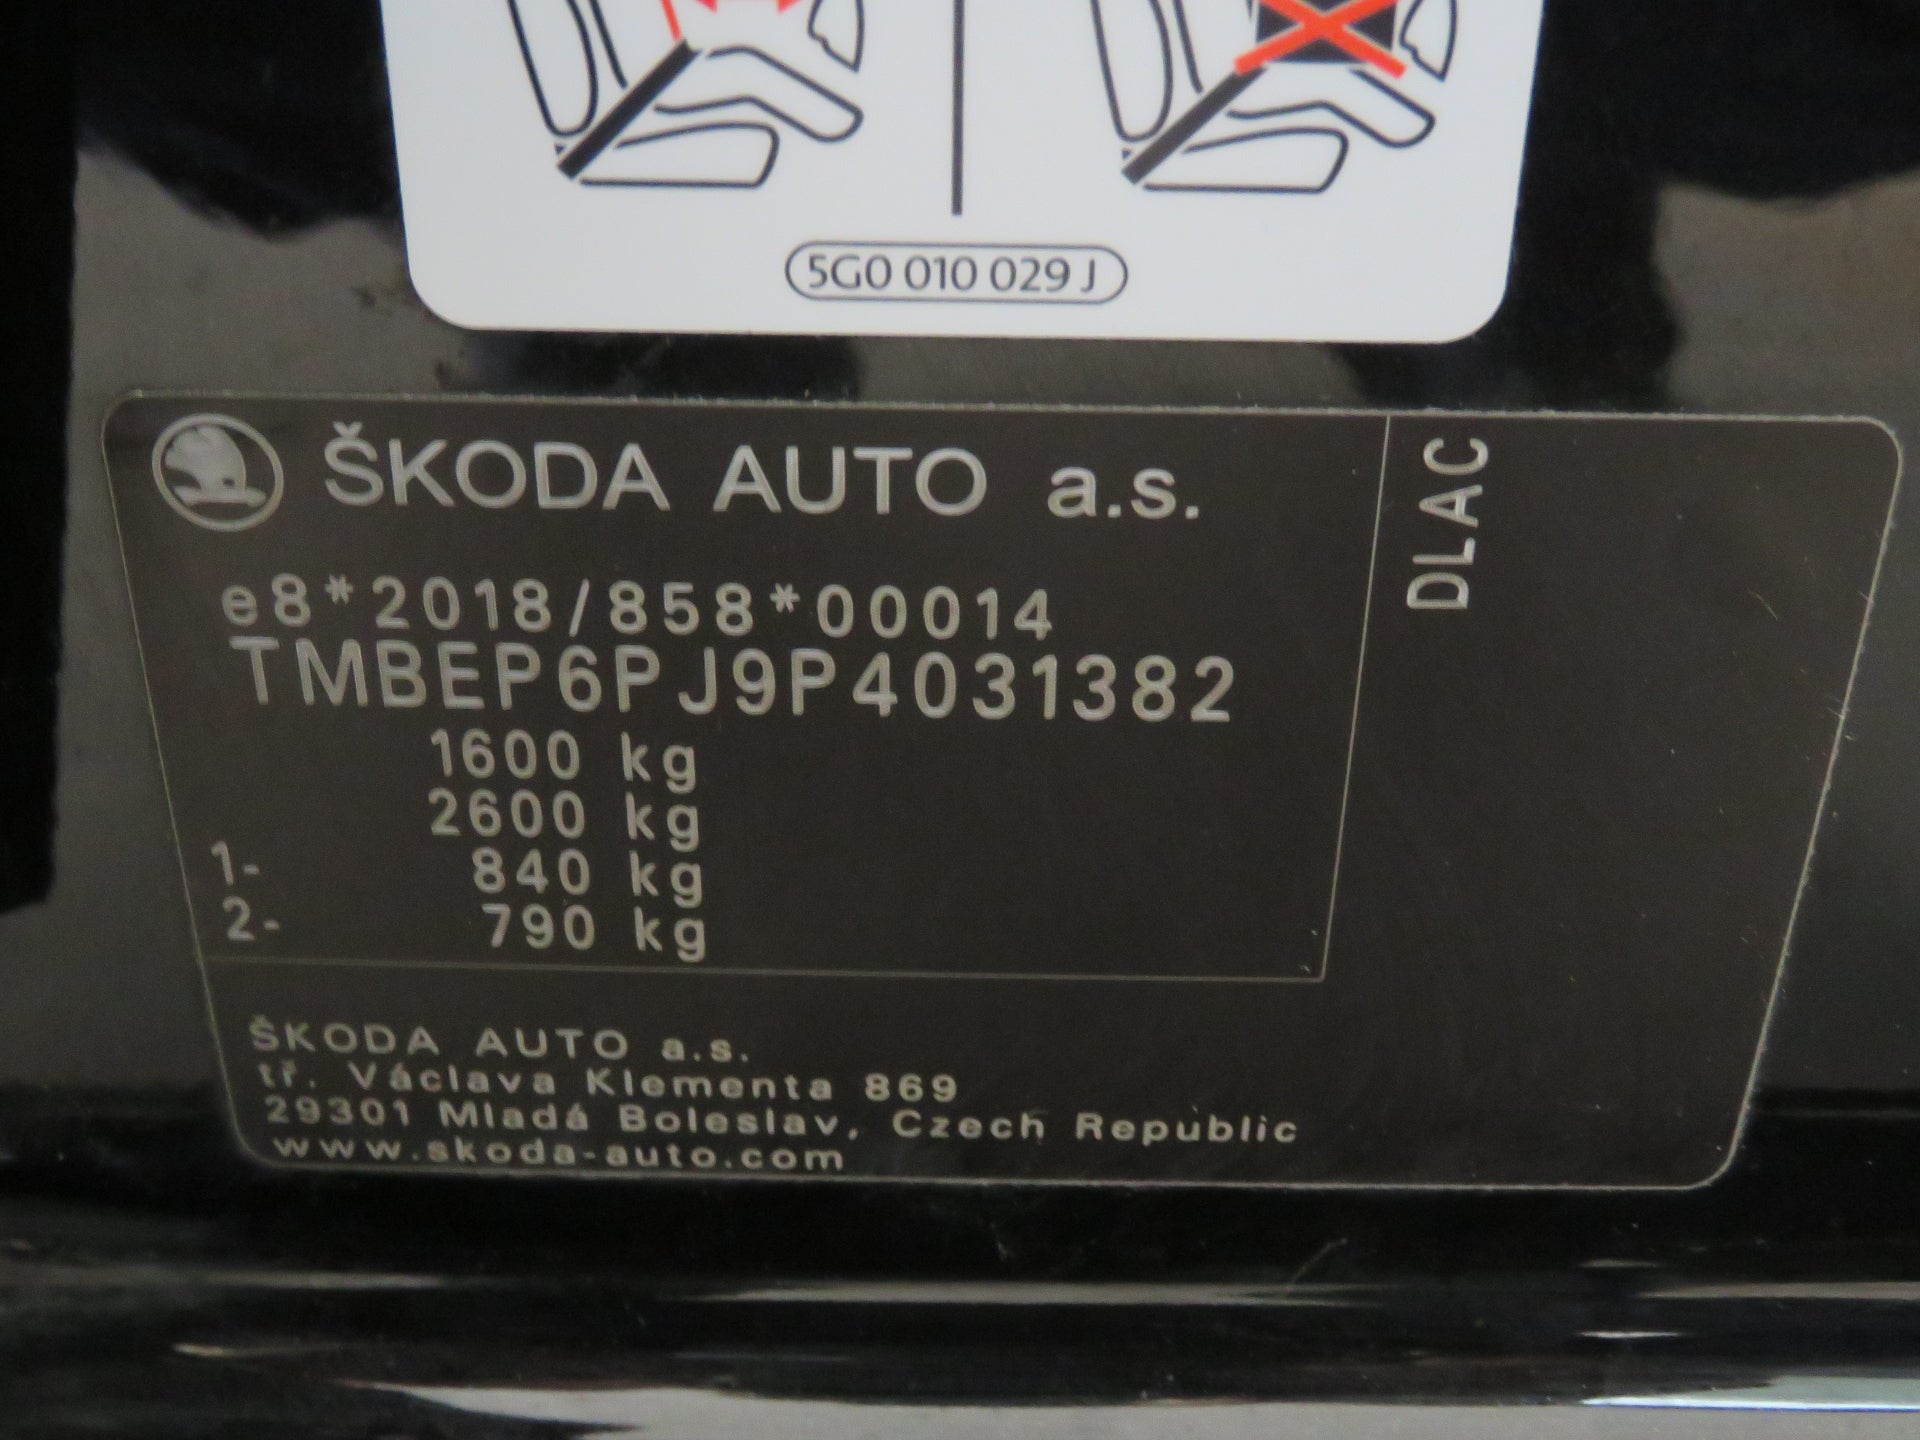 5G0 010 029 J
ŠKODA AUTO a.s.
DLAC
e8*2018/858*00014
TMBEP6PJ9P4031382
1600 kg
2600 kg
1- 840 kg
2- 790 kg
ŠKODA AUTO a.s.
tř. Václava Klementa 869
29301 Mladá Boleslav, Czech Republic
www.skoda-auto.com